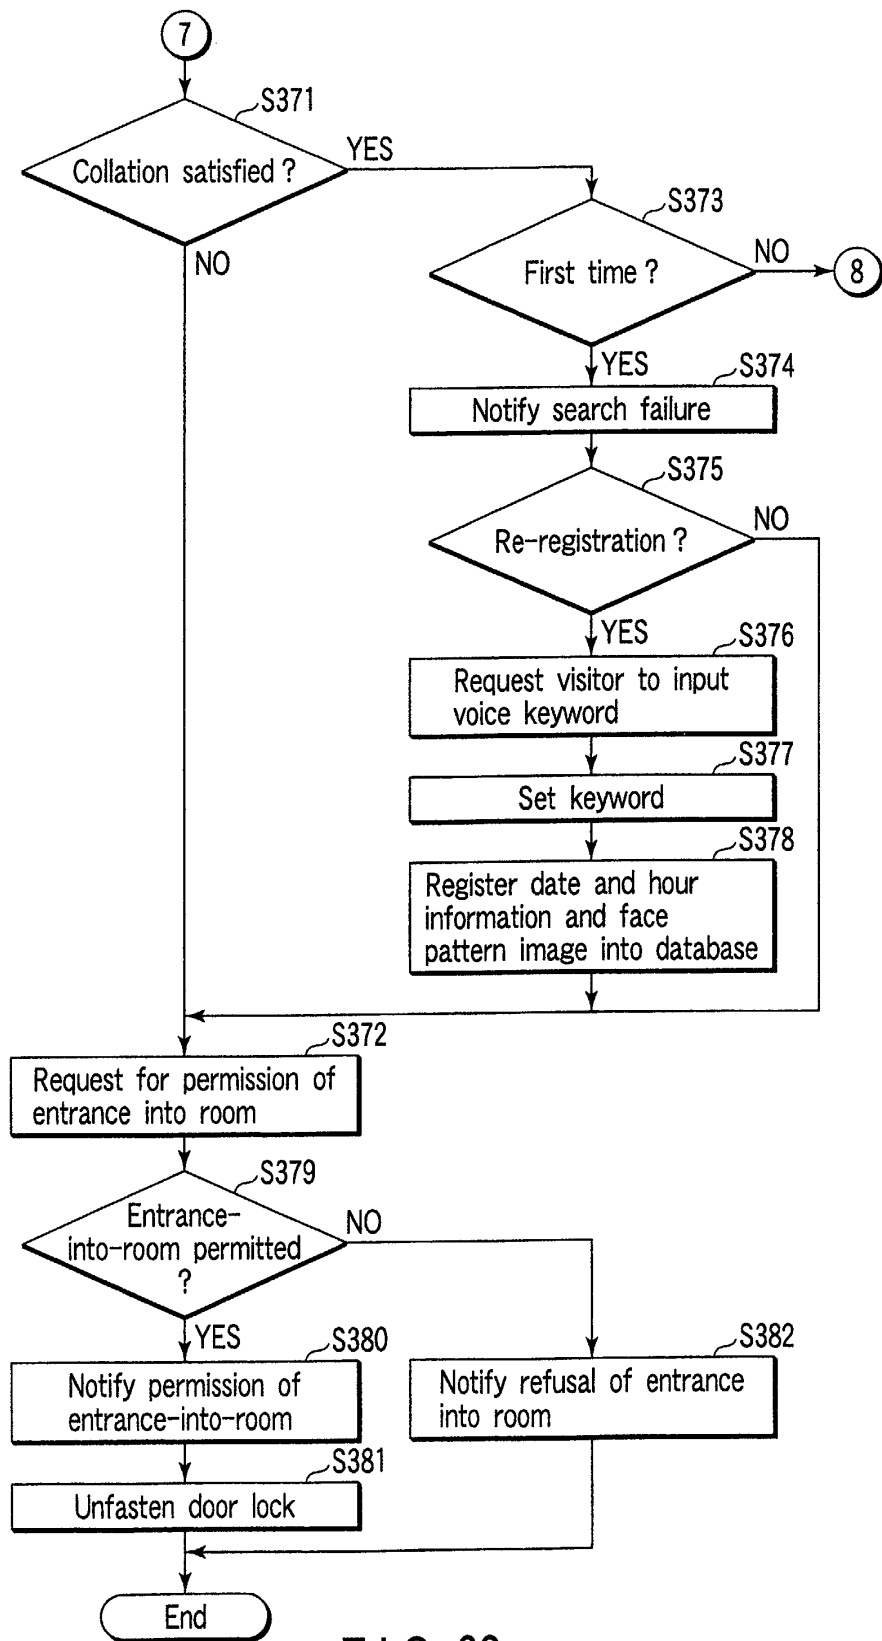 7
S371
Collation satisfied ?
YES
NO
S373
First time ?
NO
8
YES
S374
Notify search failure
S375
Re-registration ?
NO
YES
S376
Request visitor to input
voice keyword
S377
Set keyword
S378
Register date and hour
information and face
pattern image into database
S372
Request for permission of
entrance into room
S379
Entrance-
into-room permitted
?
NO
YES
S380
Notify permission of
entrance-into-room
S382
Notify refusal of entrance
into room
S381
Unfasten door lock
End